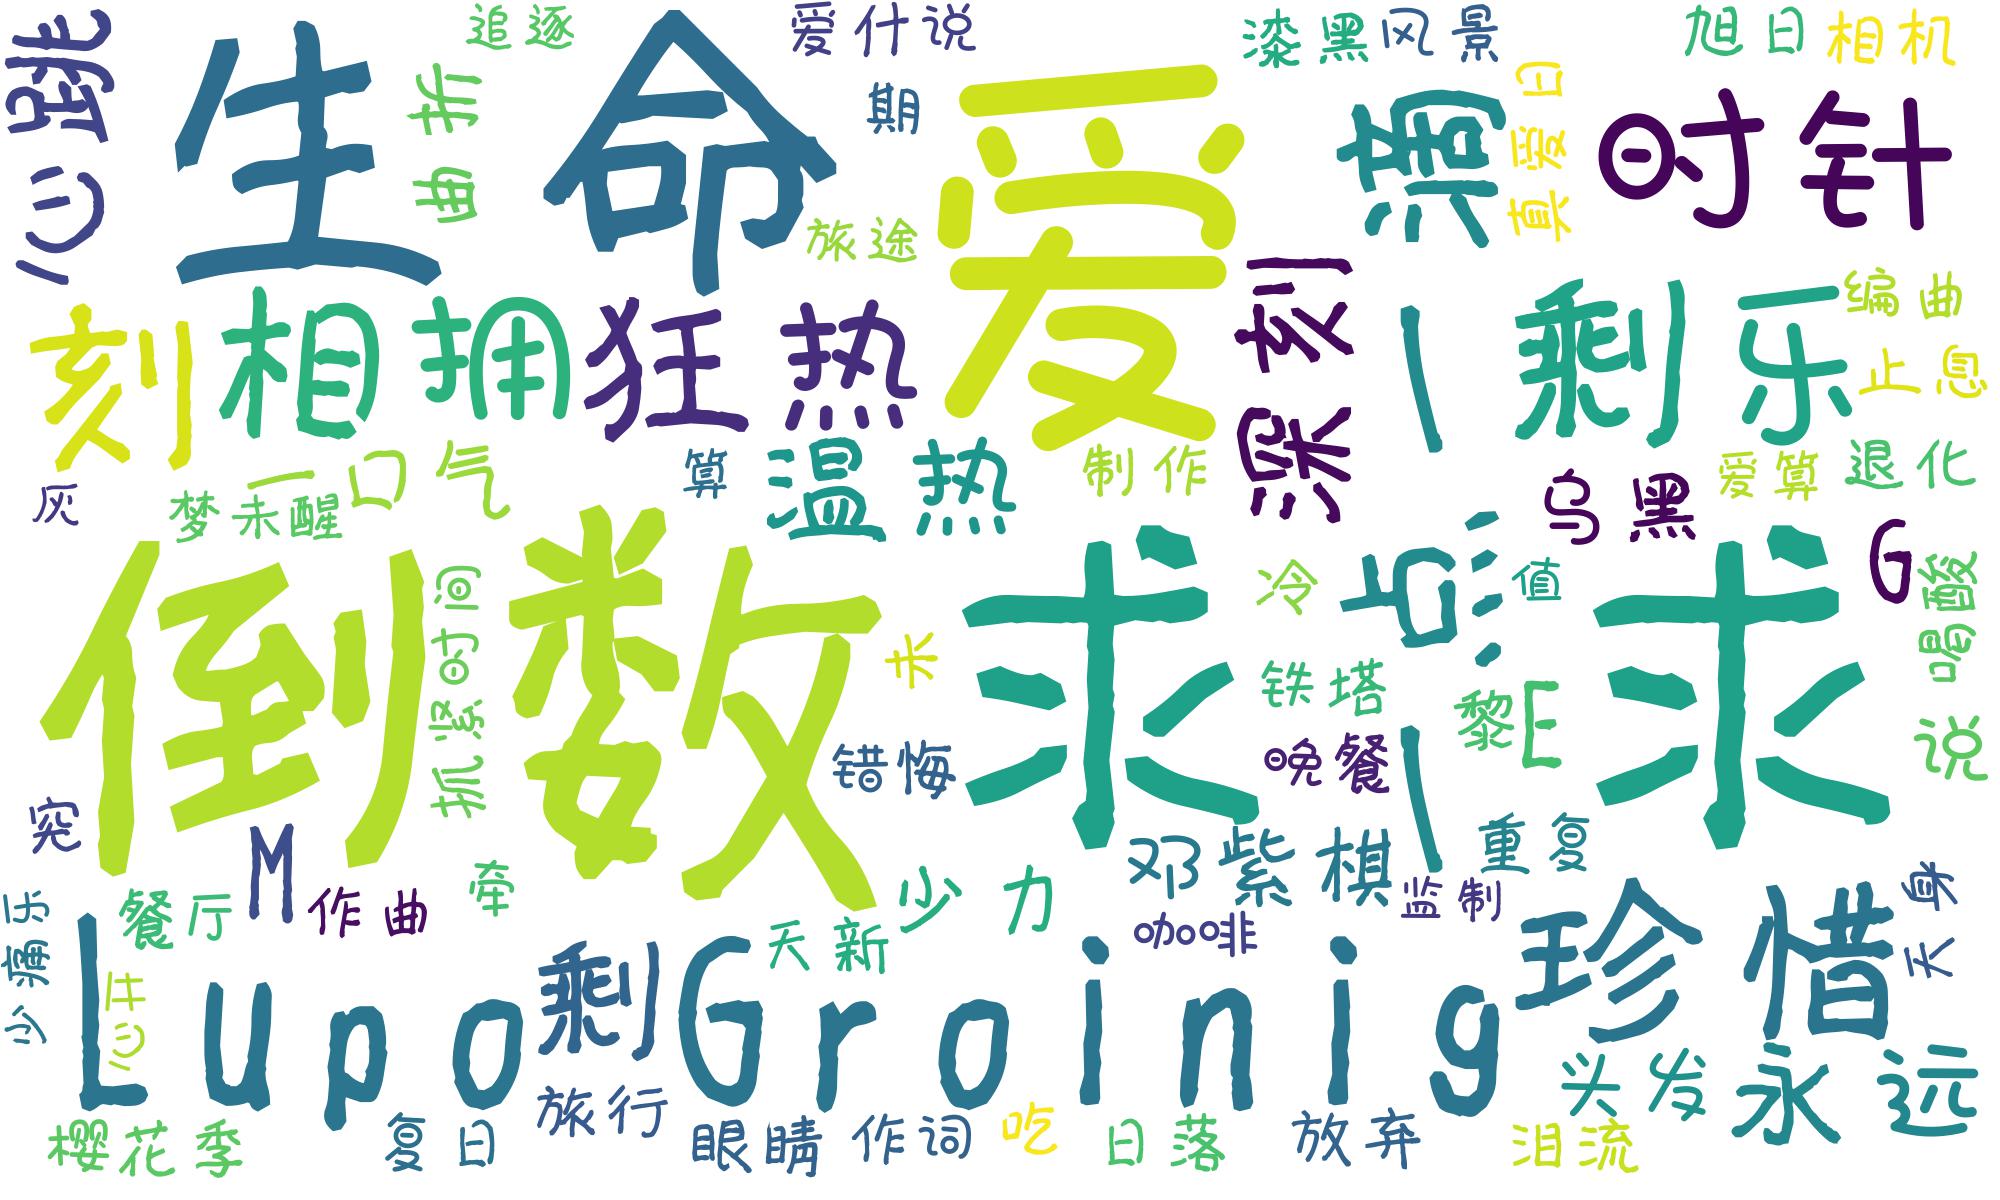 追逐
爱什说
漆黑
风景
旭日
相机
跳
心
生命
曲折
期
爱
滴
真爱日
时针
旅途
刻
相拥
狂热
深刻
一
剩
乐
编曲
止息
灰
梦未醒
一口气
算
温热
制作
乌黑
爱算
退化
倒数
抓紧时间
求
冷
点
值
求
G
喝酸
未
铁塔
黎
E
说
错悔
晚餐
一
究
M
牵
邓紫棋
重复
少痛乐
餐厅
作曲
少力
监制
天身
牛心
天新
咖啡
珍惜
Lupo
剩
Groinig
头发
永远
樱花季
复日
旅行
眼睛
作词
吃
日落
放弃
泪流